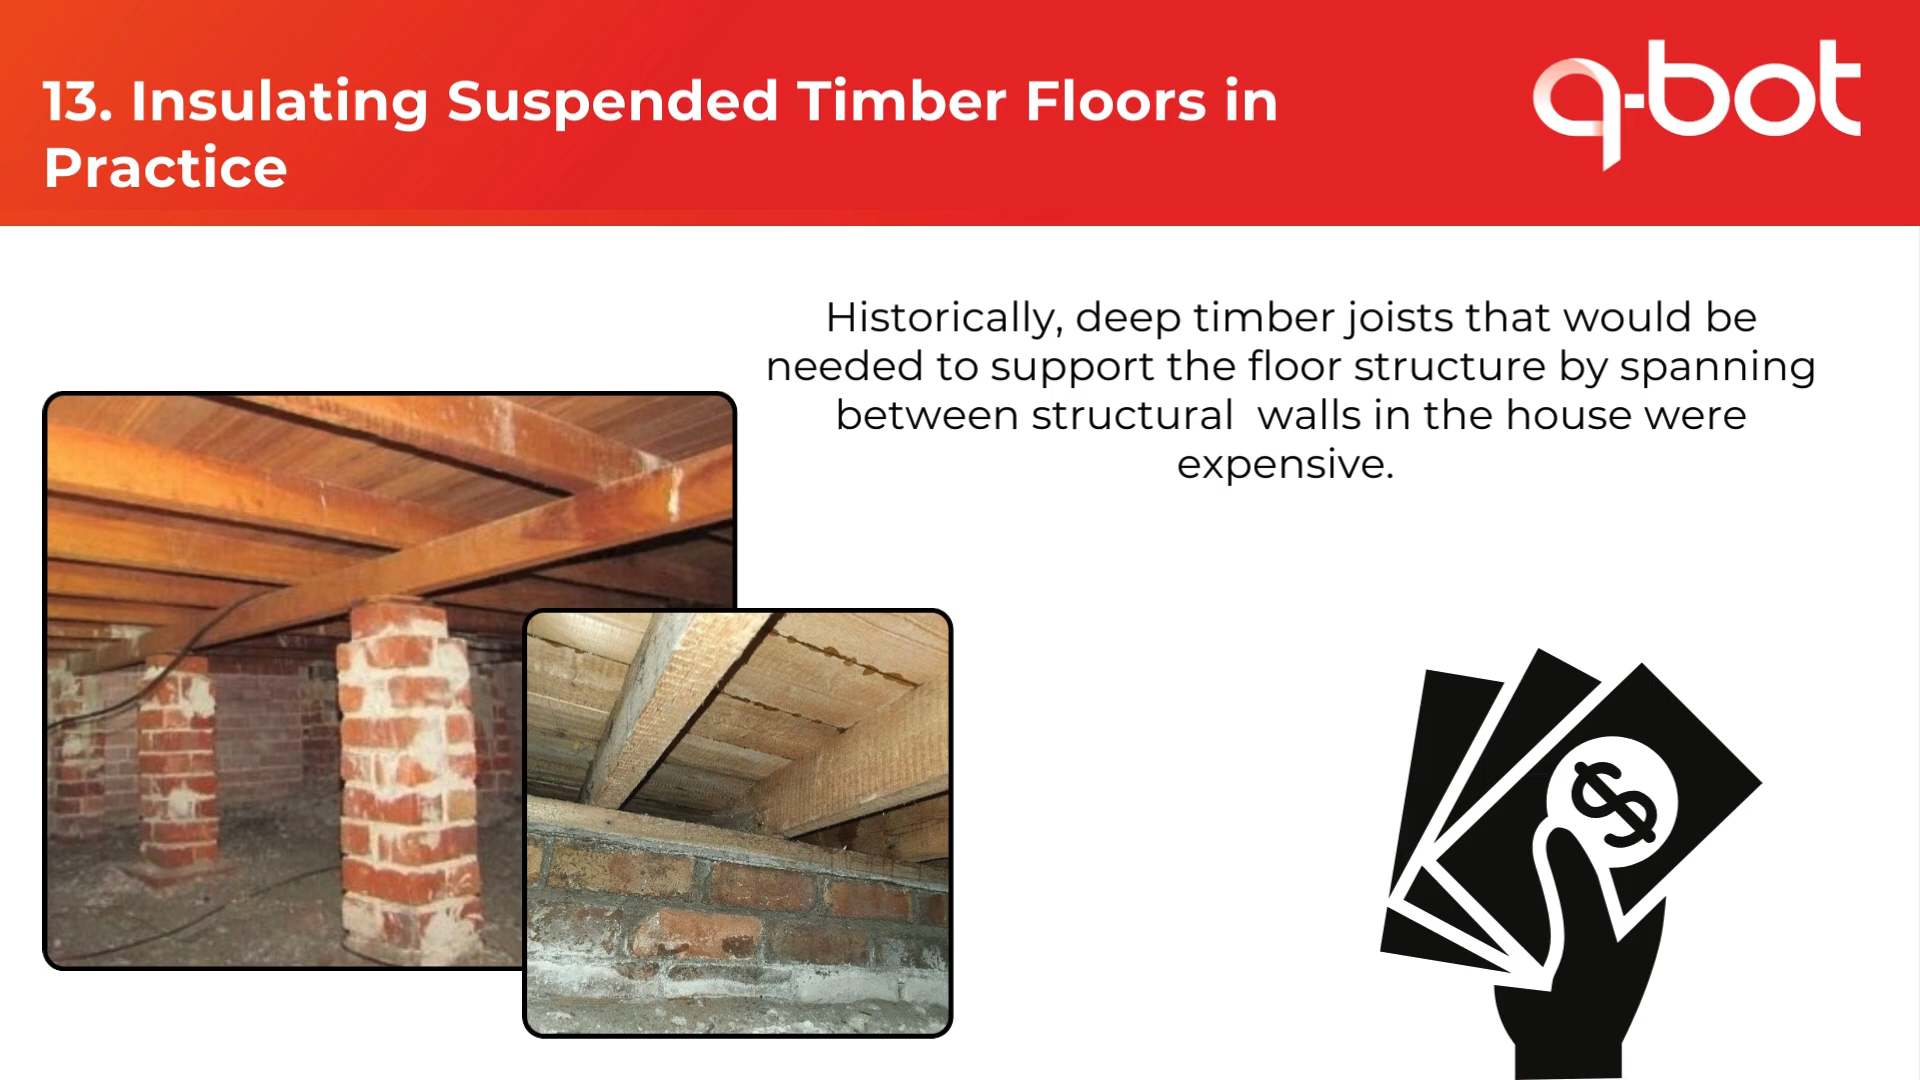 13. Insulating Suspended Timber Floors in
Practice
q-bot
Historically, deep timber joists that would be
needed to support the floor structure by spanning
between structural  walls in the house were
expensive.
$